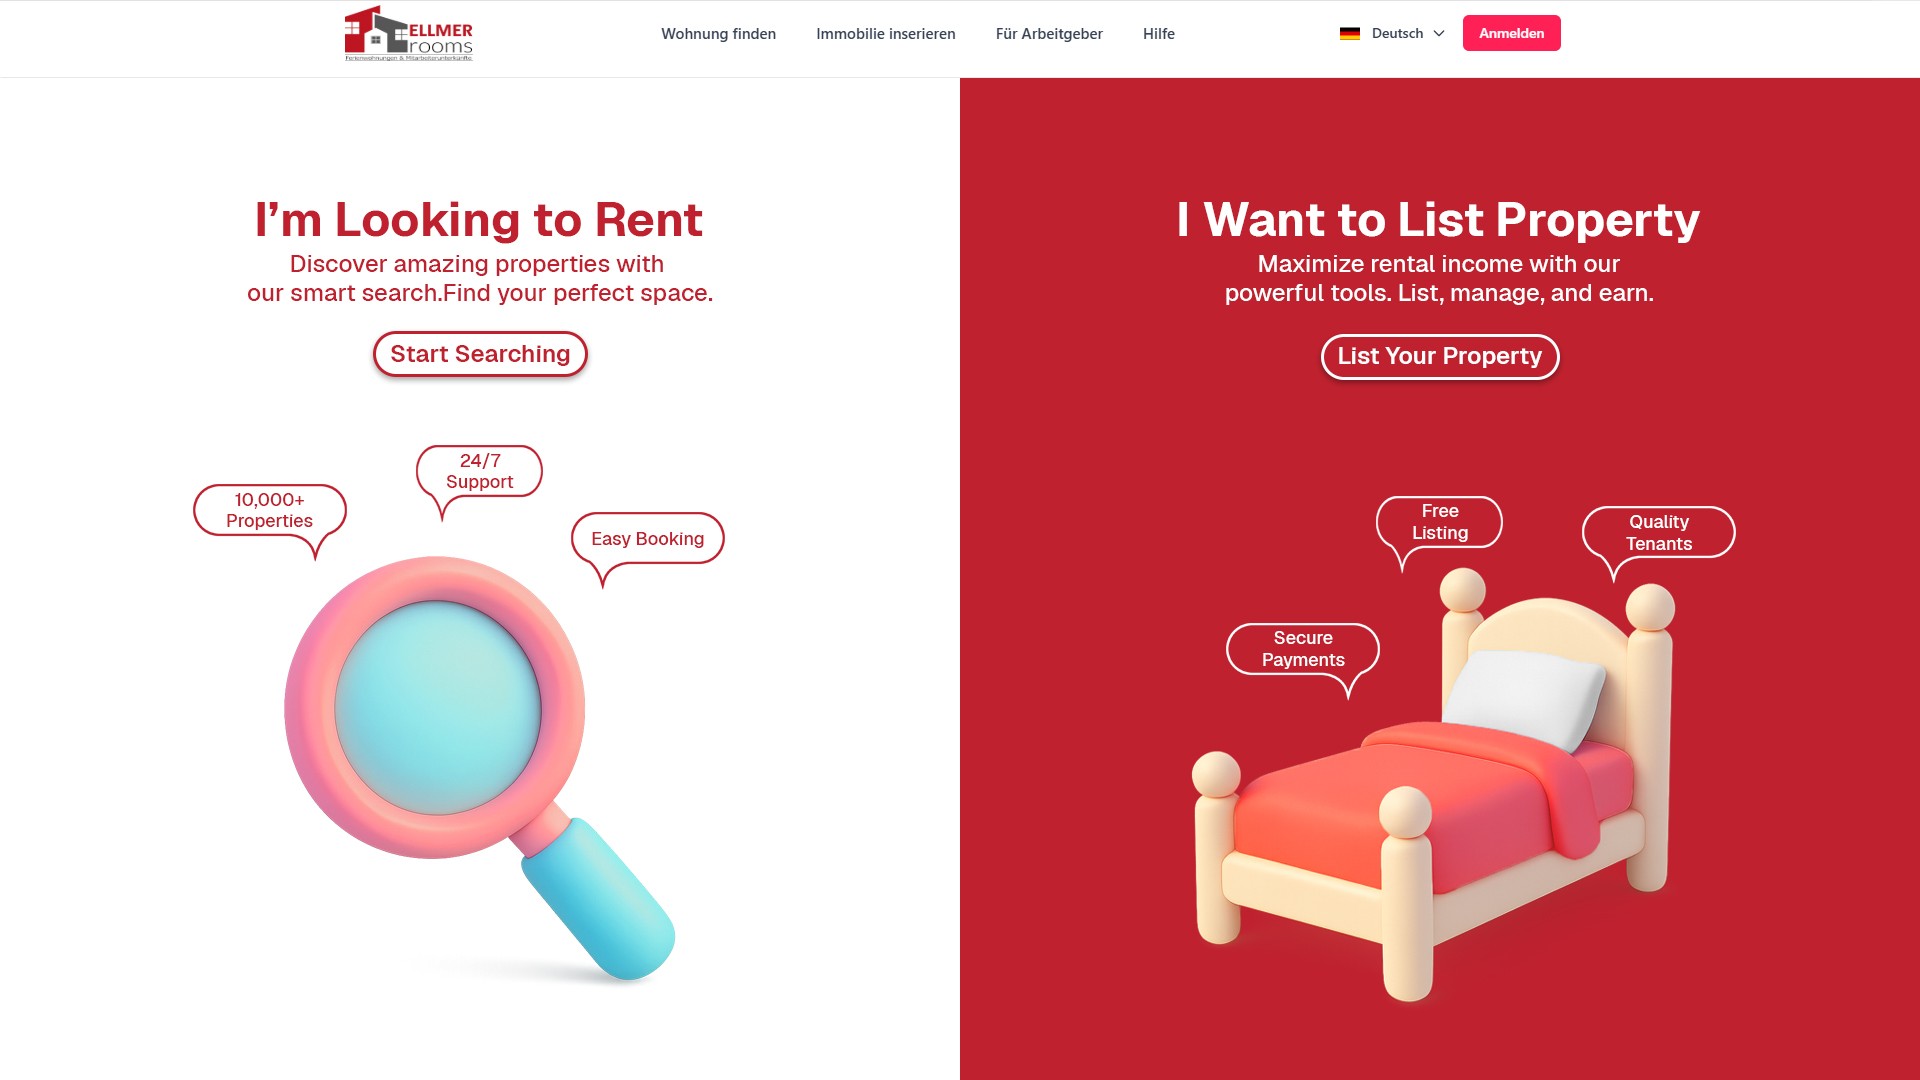 ELLMER
rooms
Ferienwohnungen & Mitarbeiterunterkünfte
Wohnung finden
Immobilie inserieren
Für Arbeitgeber
Hilfe
Deutsch
Anmelden
I’m Looking to Rent
Discover amazing properties with
our smart search.Find your perfect space.
Start Searching
10,000+
Properties
24/7
Support
Easy Booking
I Want to List Property
Maximize rental income with our
powerful tools. List, manage, and earn.
List Your Property
Free
Listing
Quality
Tenants
Secure
Payments